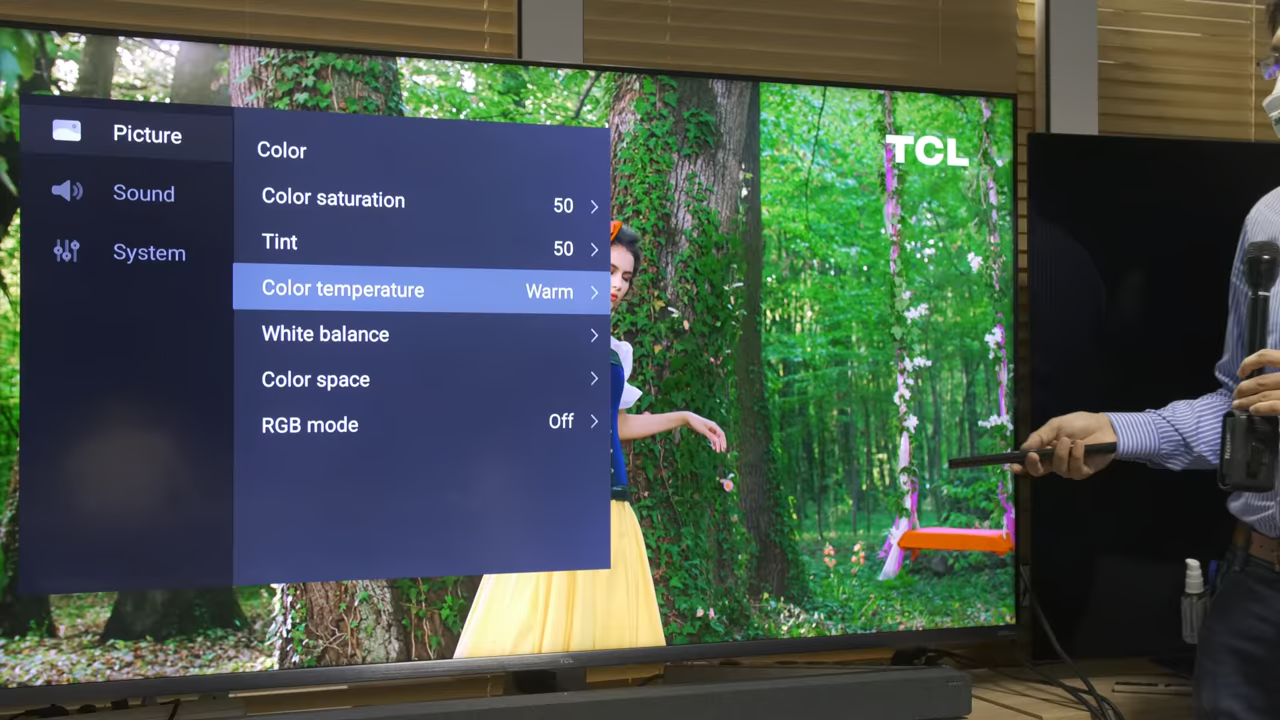 Picture
Sound
System
Color
Color saturation 50
Tint 50
Color temperature Warm
White balance
Color space
RGB mode Off
TCL
TCL